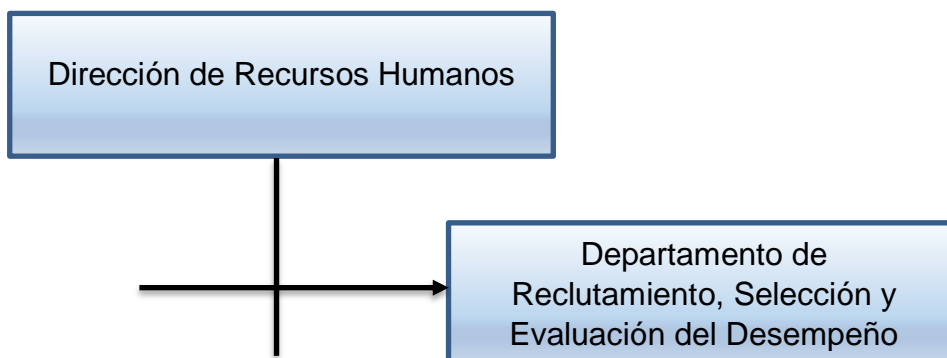 Dirección de Recursos Humanos
Departamento de
Reclutamiento, Selección y
Evaluación del Desempeño